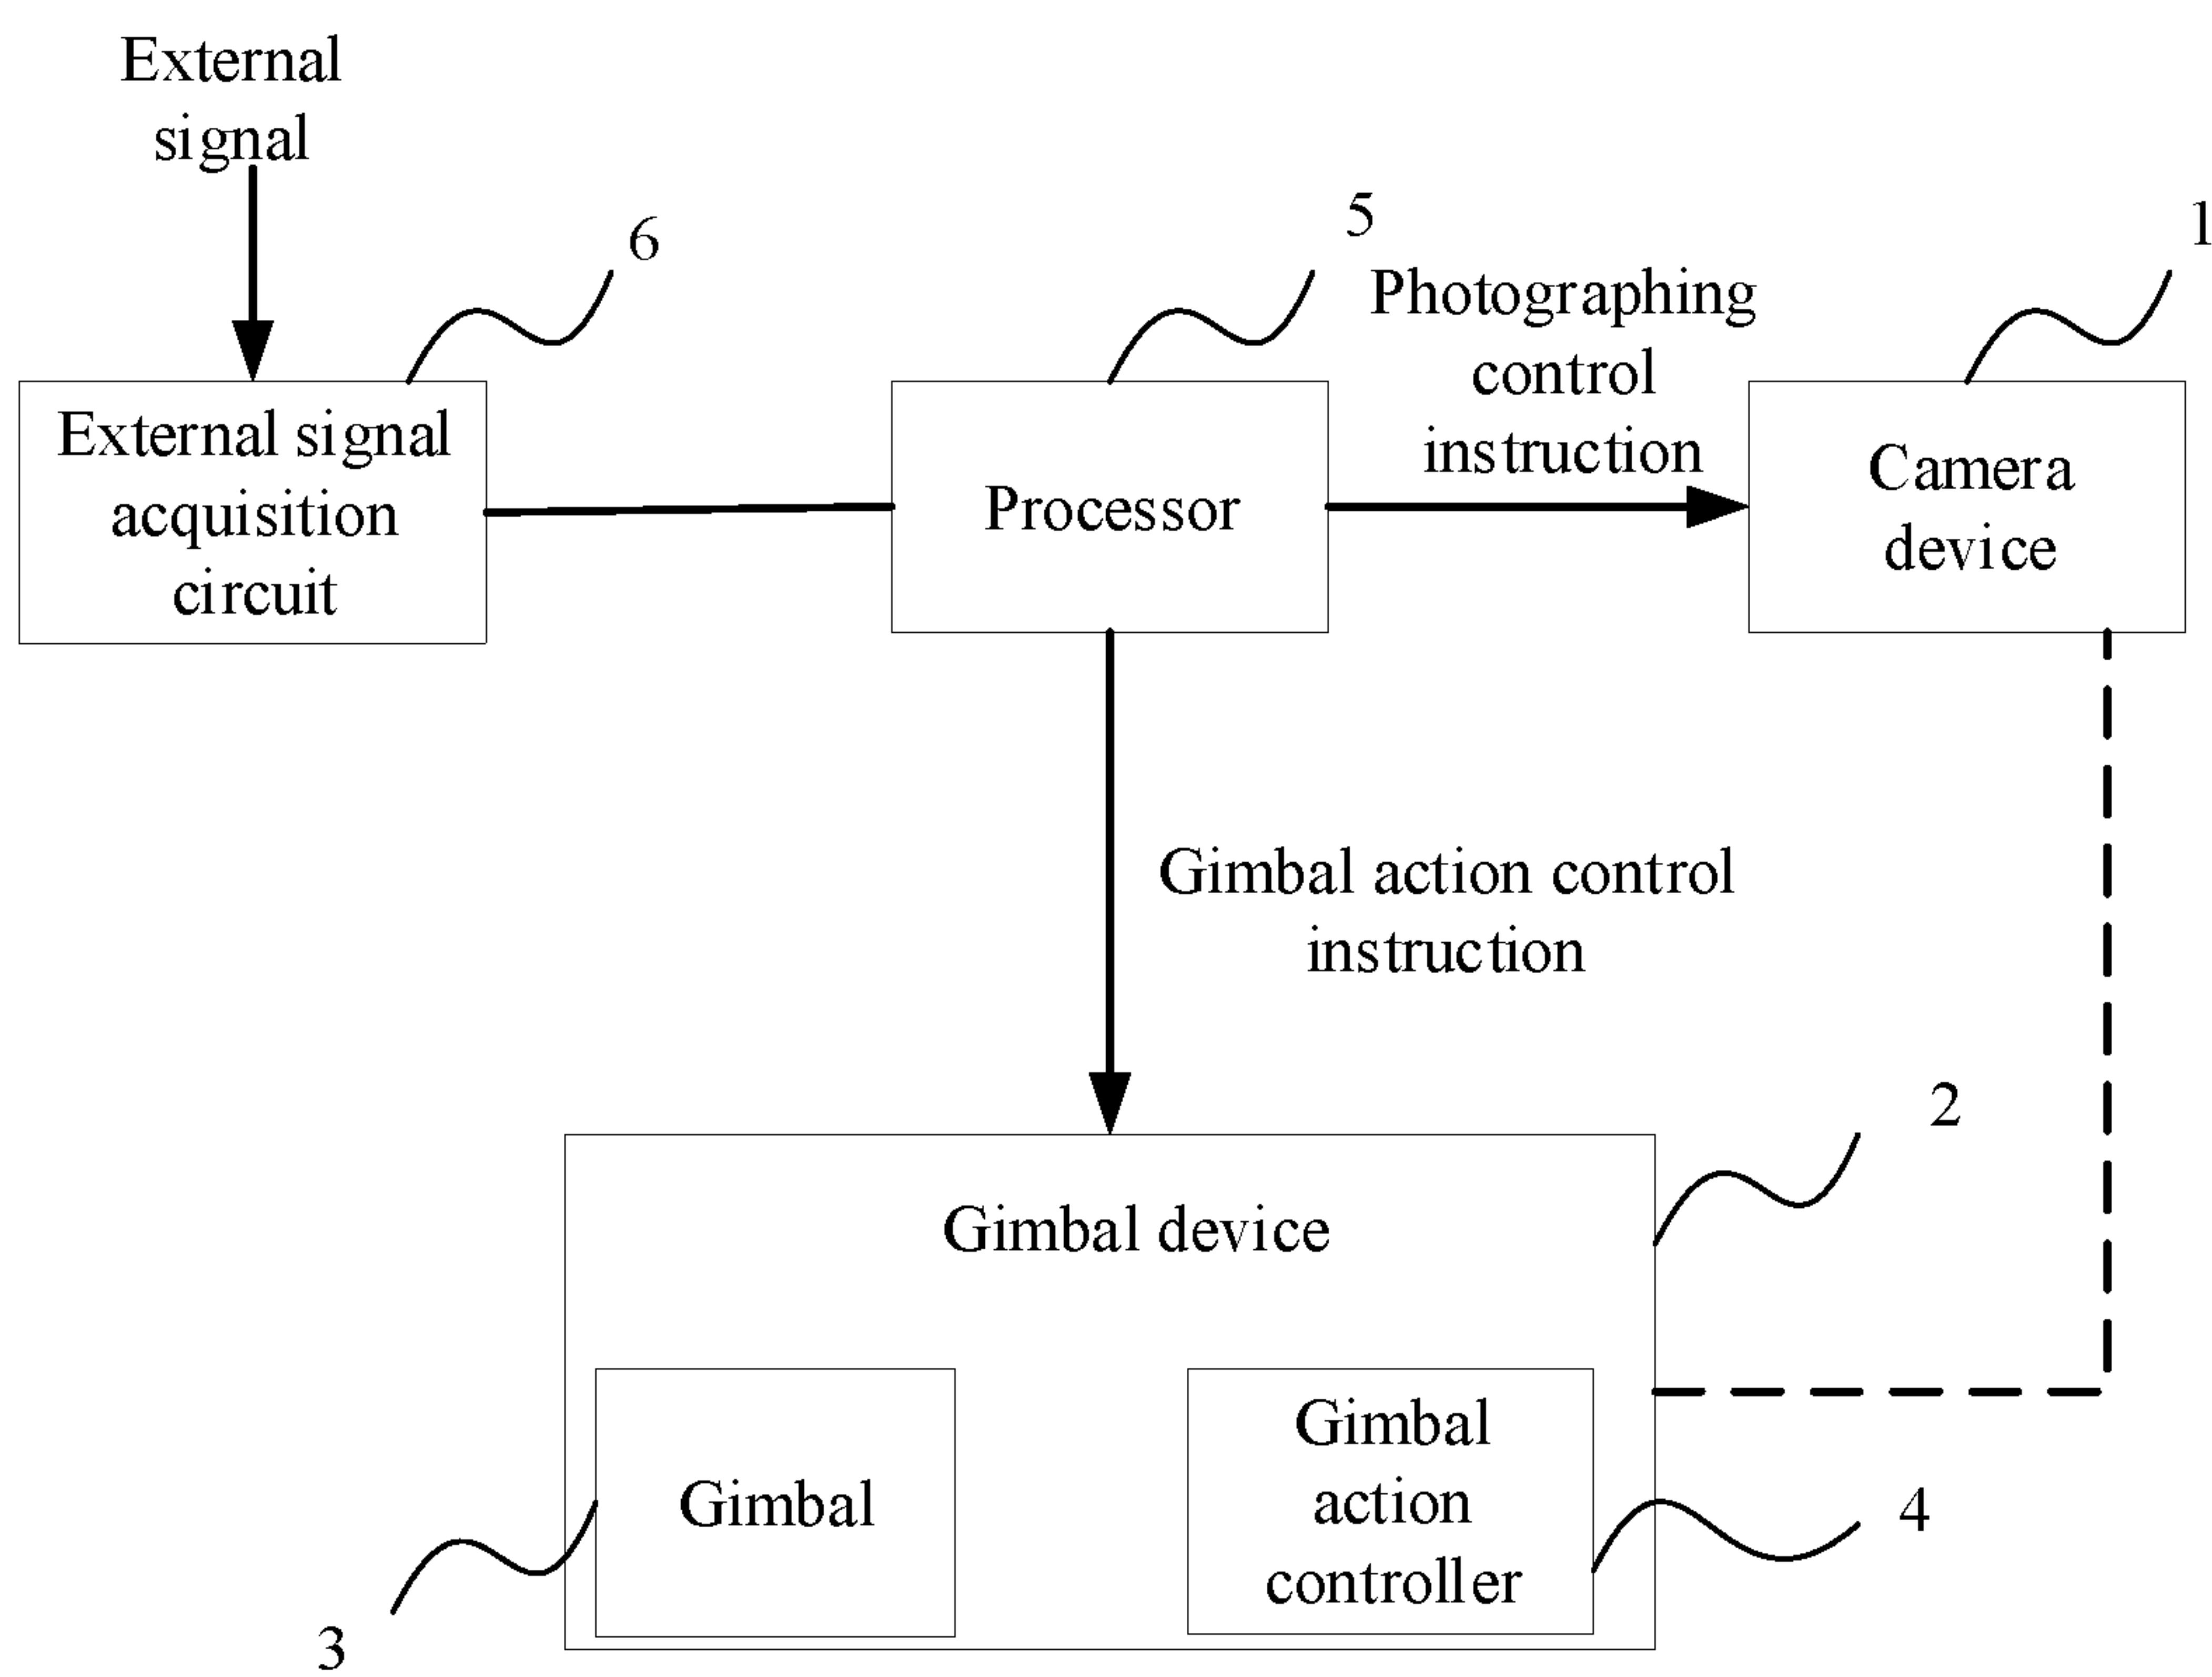 External
signal
6
5
1
Photographing
control
instruction
External signal
acquisition
circuit
Processor
Camera
device
Gimbal action control
instruction
2
Gimbal device
Gimbal
Gimbal
action
controller
4
3